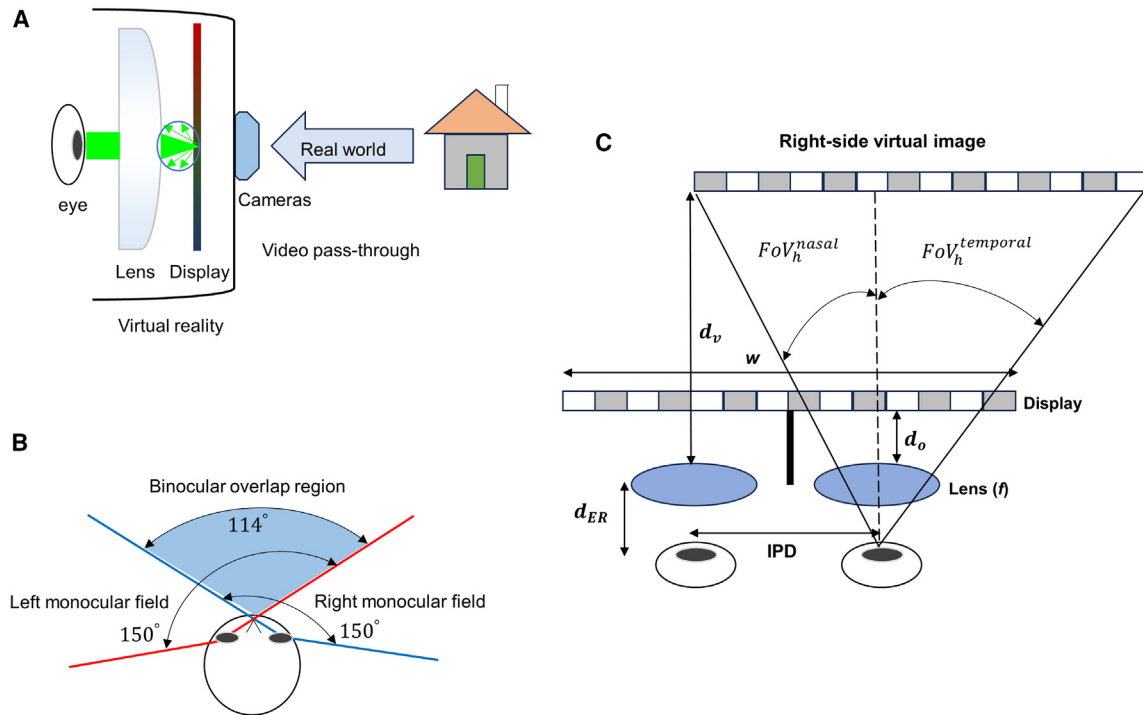 A
eye
Lens
Display
Cameras
Real world
Video pass-through
Virtual reality
B
Binocular overlap region
114°
Left monocular field
Right monocular field
150°
150°
C
Right-side virtual image
FoV_h^nasal
FoV_h^temporal
d_v
w
Display
d_o
Lens (f)
d_ER
IPD